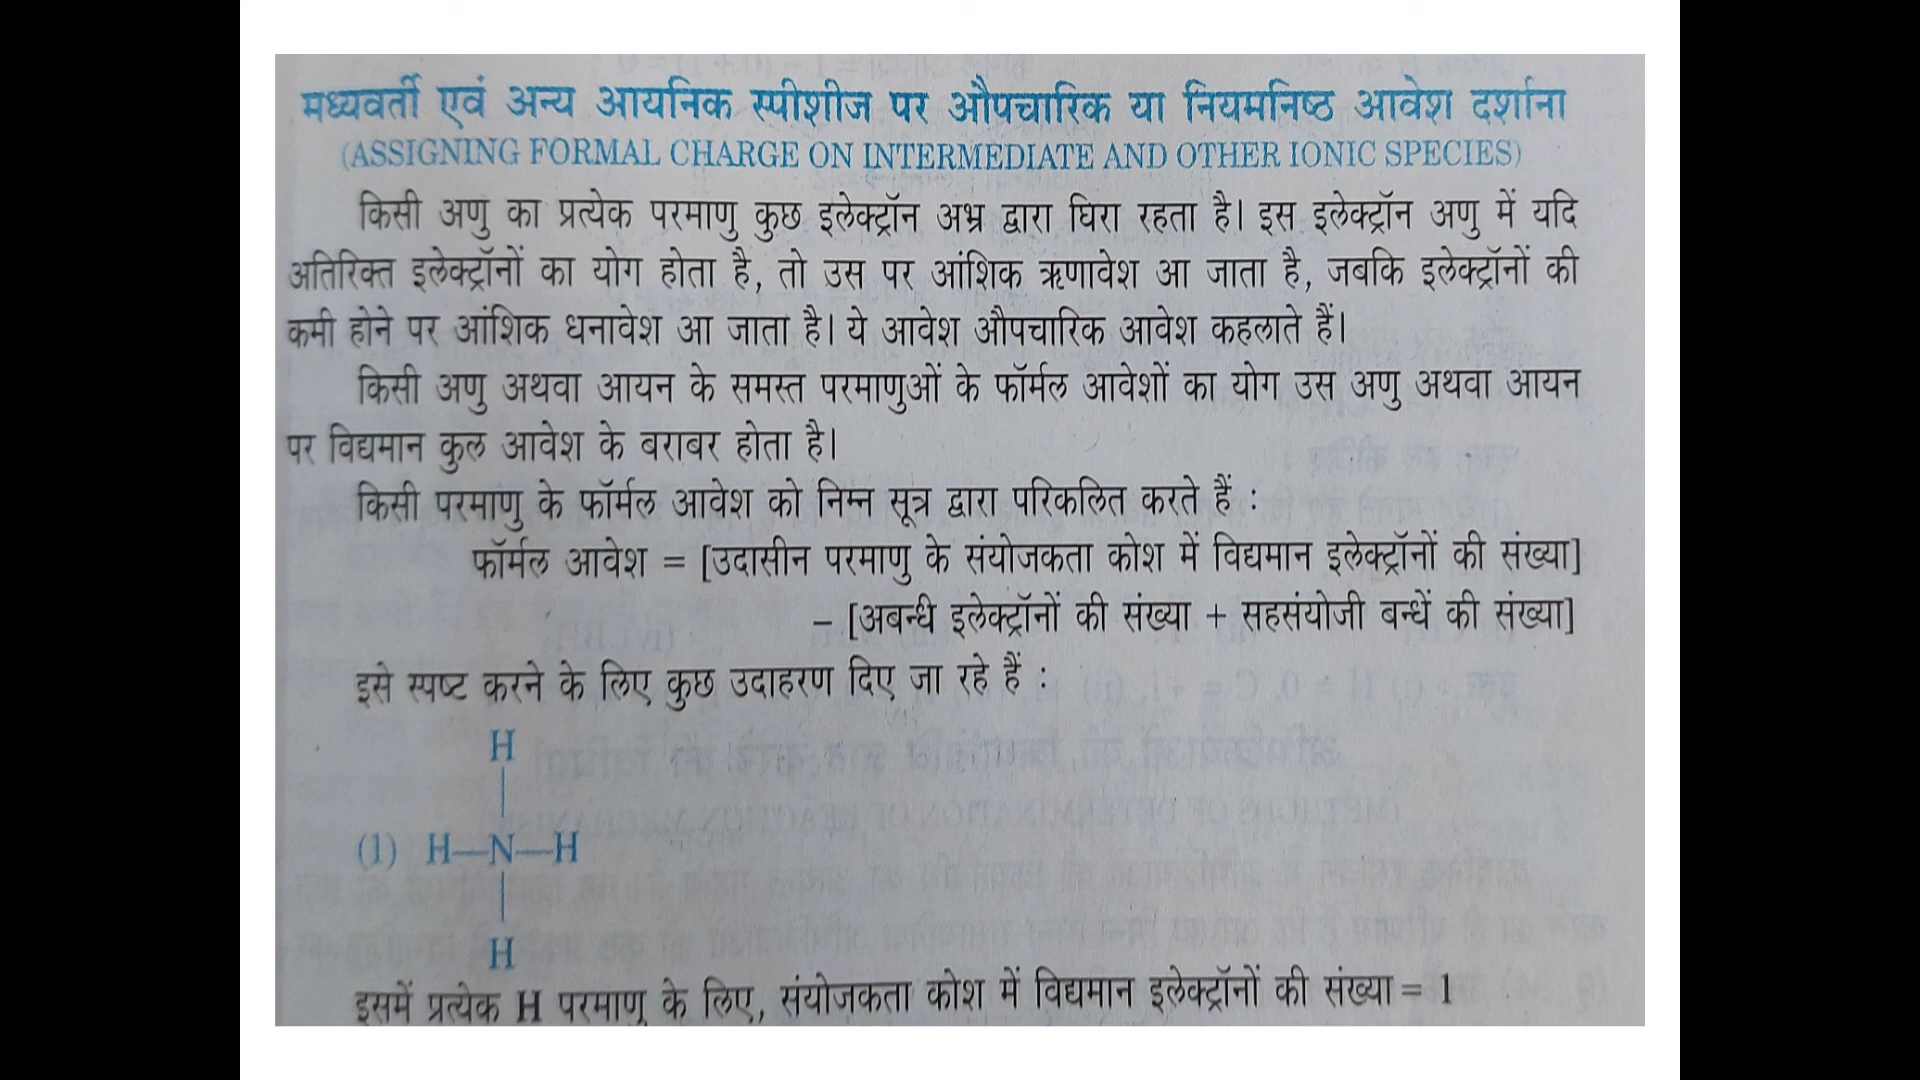 मध्यवर्ती एवं अन्य आयनिक स्पीशीज पर औपचारिक या नियमनिष्ठ आवेश दर्शाना
(ASSIGNING FORMAL CHARGE ON INTERMEDIATE AND OTHER IONIC SPECIES)
किसी अणु का प्रत्येक परमाणु कुछ इलेक्ट्रॉन अभ्र द्वारा घिरा रहता है। इस इलेक्ट्रॉन अणु में यदि
अतिरिक्त इलेक्ट्रॉनों का योग होता है, तो उस पर आंशिक ऋणावेश आ जाता है, जबकि इलेक्ट्रॉनों की
कमी होने पर आंशिक धनावेश आ जाता है। ये आवेश औपचारिक आवेश कहलाते हैं।
किसी अणु अथवा आयन के समस्त परमाणुओं के फॉर्मल आवेशों का योग उस अणु अथवा आयन
पर विद्यमान कुल आवेश के बराबर होता है।
किसी परमाणु के फॉर्मल आवेश को निम्न सूत्र द्वारा परिकलित करते हैं :
फॉर्मल आवेश = [उदासीन परमाणु के संयोजकता कोश में विद्यमान इलेक्ट्रॉनों की संख्या]
– [अबन्धी इलेक्ट्रॉनों की संख्या + सहसंयोजी बन्धें की संख्या]
इसे स्पष्ट करने के लिए कुछ उदाहरण दिए जा रहे हैं :
H
(1) H—N—H
H
इसमें प्रत्येक H परमाणु के लिए, संयोजकता कोश में विद्यमान इलेक्ट्रॉनों की संख्या = 1